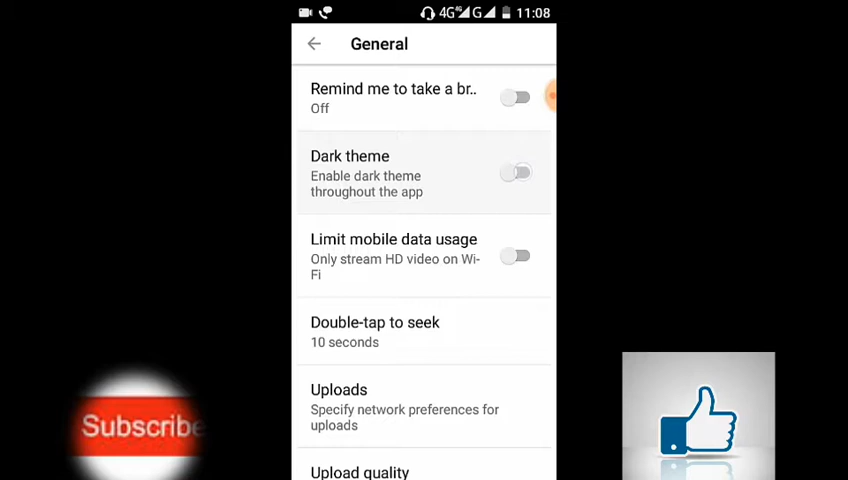 4G 4G G 11:08
General
Remind me to take a br..
Off
Dark theme
Enable dark theme
throughout the app
Limit mobile data usage
Only stream HD video on Wi-
Fi
Double-tap to seek
10 seconds
Uploads
Specify network preferences for
uploads
Upload quality
Subscribe